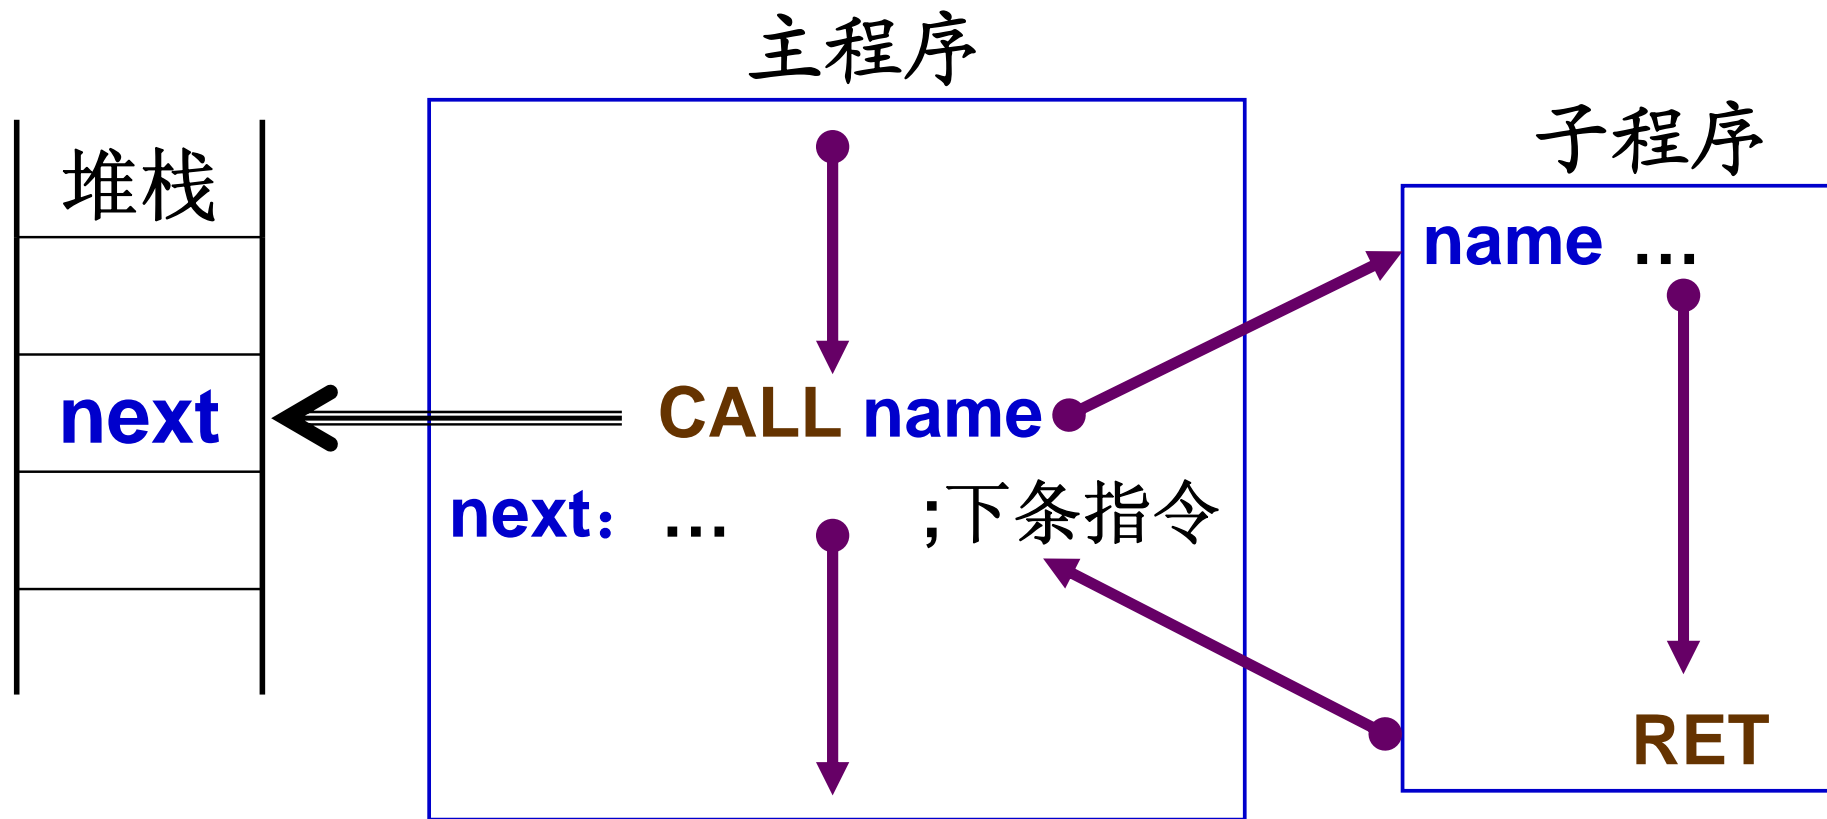 主程序
子程序
堆栈
name …
CALL name
next
next： … ;下条指令
RET